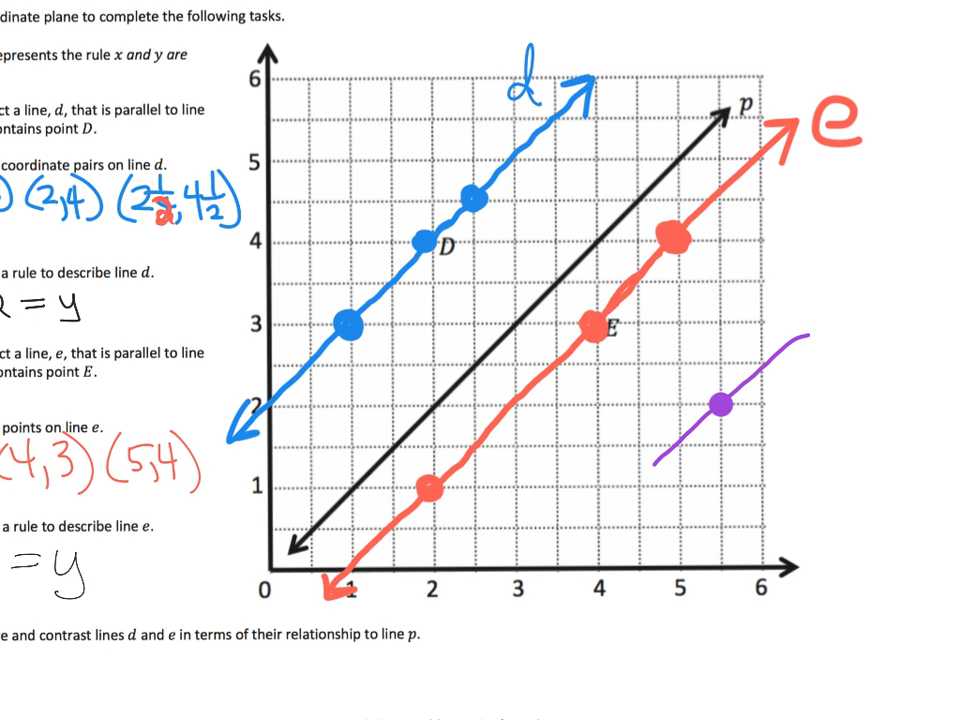 dinate plane to complete the following tasks.
epresents the rule x and y are
ct a line, d, that is parallel to line
ontains point D.
coordinate pairs on line d.
) (2,4) (2½, 4½)
a rule to describe line d.
2 = y
ct a line, e, that is parallel to line
ontains point E.
points on line e.
(4,3) (5,4)
a rule to describe line e.
= y
e and contrast lines d and e in terms of their relationship to line p.
d
p
e
6
5
4
D
3
E
2
1
0 1 2 3 4 5 6